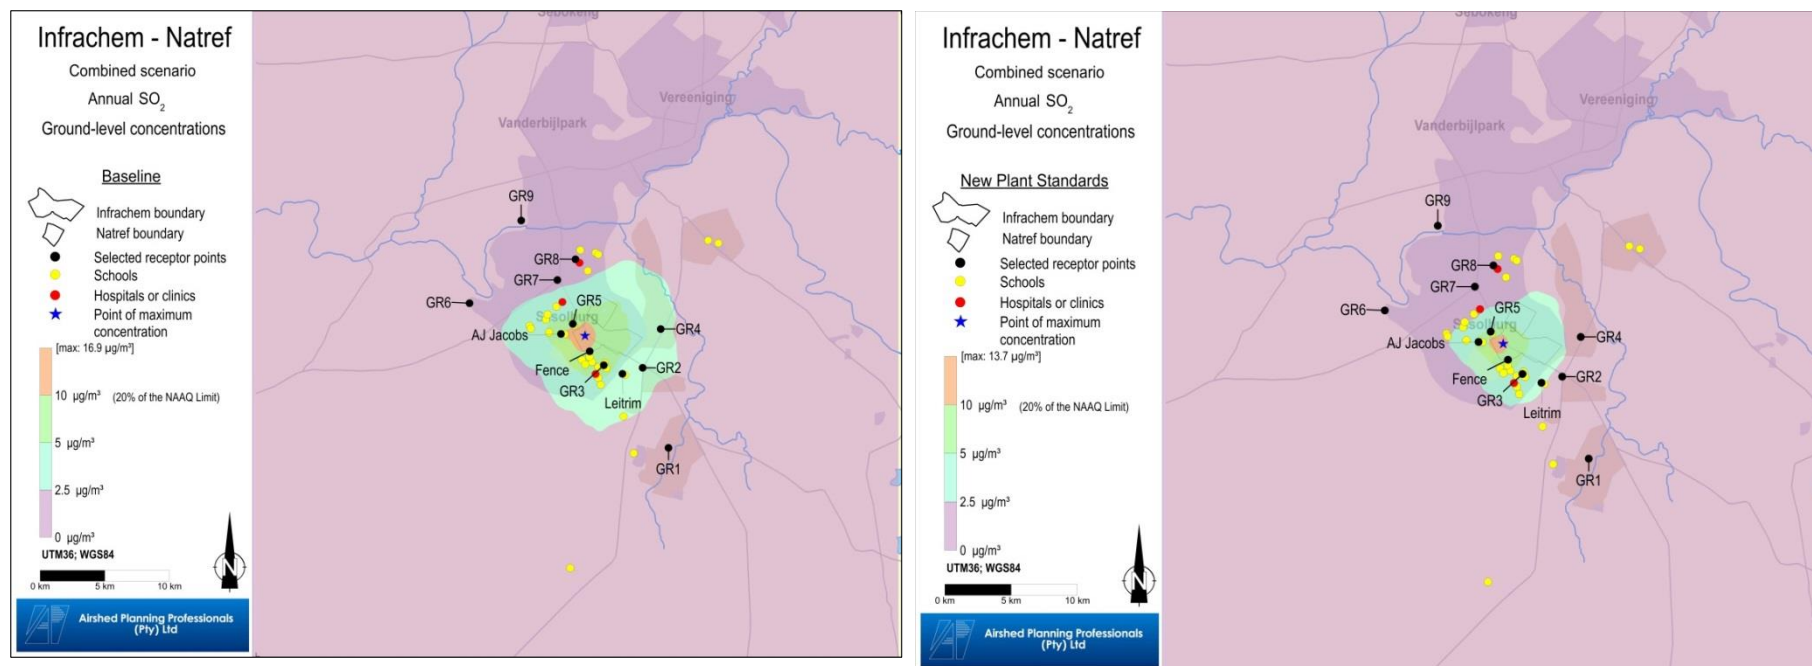 Infrachem - Natref
Combined scenario
Annual SO2
Ground-level concentrations
Baseline
Infrachem boundary
Natref boundary
Selected receptor points
Schools
Hospitals or clinics
Point of maximum
concentration
[max: 16.9 µg/m³]
10 µg/m³ (20% of the NAAQ Limit)
5 µg/m³
2.5 µg/m³
0 µg/m³
UTM36; WGS84
0 km 5 km 10 km
N
Airshed Planning Professionals
(Pty) Ltd
Sebokeng
Vereeniging
Vanderbijlpark
GR9
GR8
GR7
GR6
GR5
Sasolburg
AJ Jacobs
GR4
Fence
GR2
GR3
Leitrim
GR1
Infrachem - Natref
Combined scenario
Annual SO2
Ground-level concentrations
New Plant Standards
Infrachem boundary
Natref boundary
Selected receptor points
Schools
Hospitals or clinics
Point of maximum
concentration
[max: 13.7 µg/m³]
10 µg/m³ (20% of the NAAQ Limit)
5 µg/m³
2.5 µg/m³
0 µg/m³
UTM36; WGS84
0 km 5 km 10 km
N
Airshed Planning Professionals
(Pty) Ltd
Sebokeng
Vereeniging
Vanderbijlpark
GR9
GR8
GR7
GR6
GR5
Sasolburg
AJ Jacobs
GR4
Fence
GR2
GR3
Leitrim
GR1